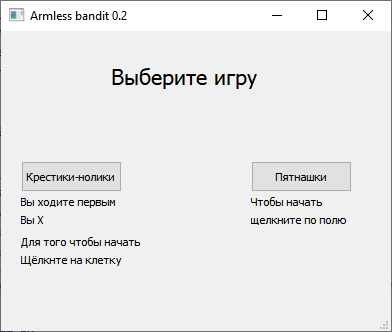 Armless bandit 0.2
Выберите игру
Крестики-нолики
Пятнашки
Вы ходите первым
Вы X
Для того чтобы начать
Щёлкнте на клетку
Чтобы начать
щелкните по полю